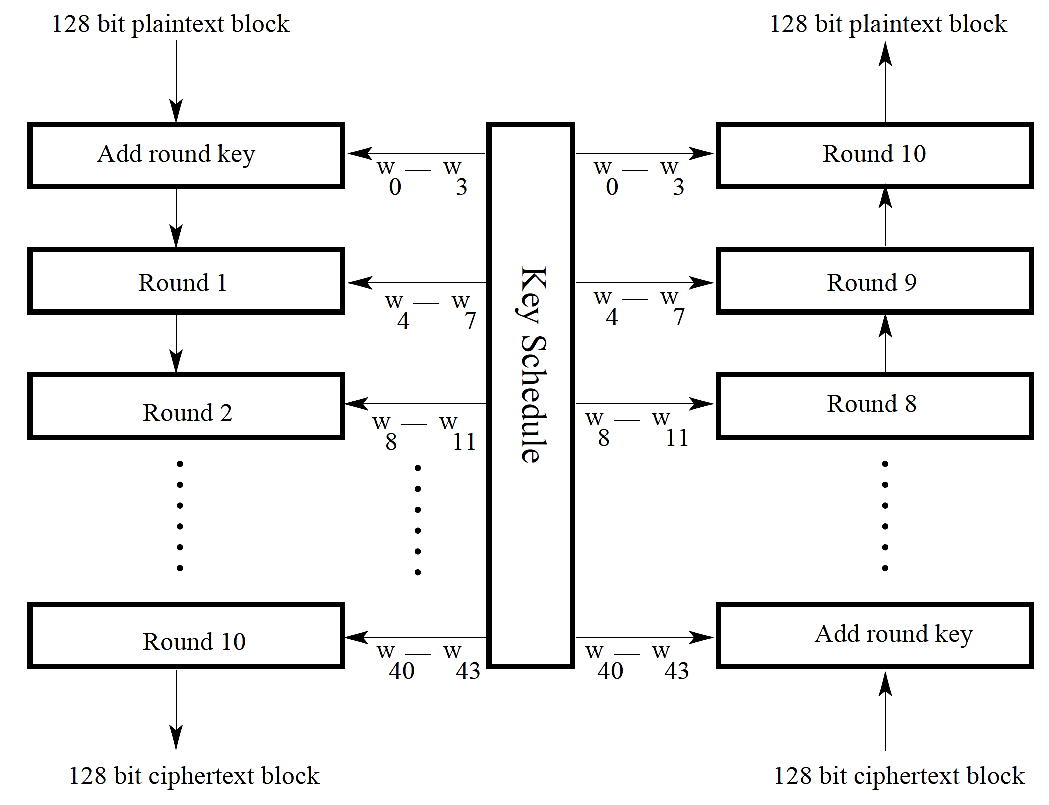 128 bit plaintext block
128 bit plaintext block
Add round key
w0 — w3
w0 — w3
Round 10
Round 1
w4 — w7
Key Schedule
w4 — w7
Round 9
Round 2
w8 — w11
w8 — w11
Round 8
Round 10
w40 — w43
w40 — w43
Add round key
128 bit ciphertext block
128 bit ciphertext block